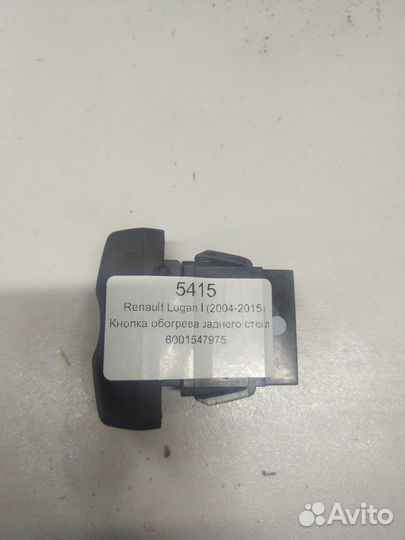 5415
Renault Logan I (2004-2015)
Кнопка обогрева заднего стекл
6001547975
Avito